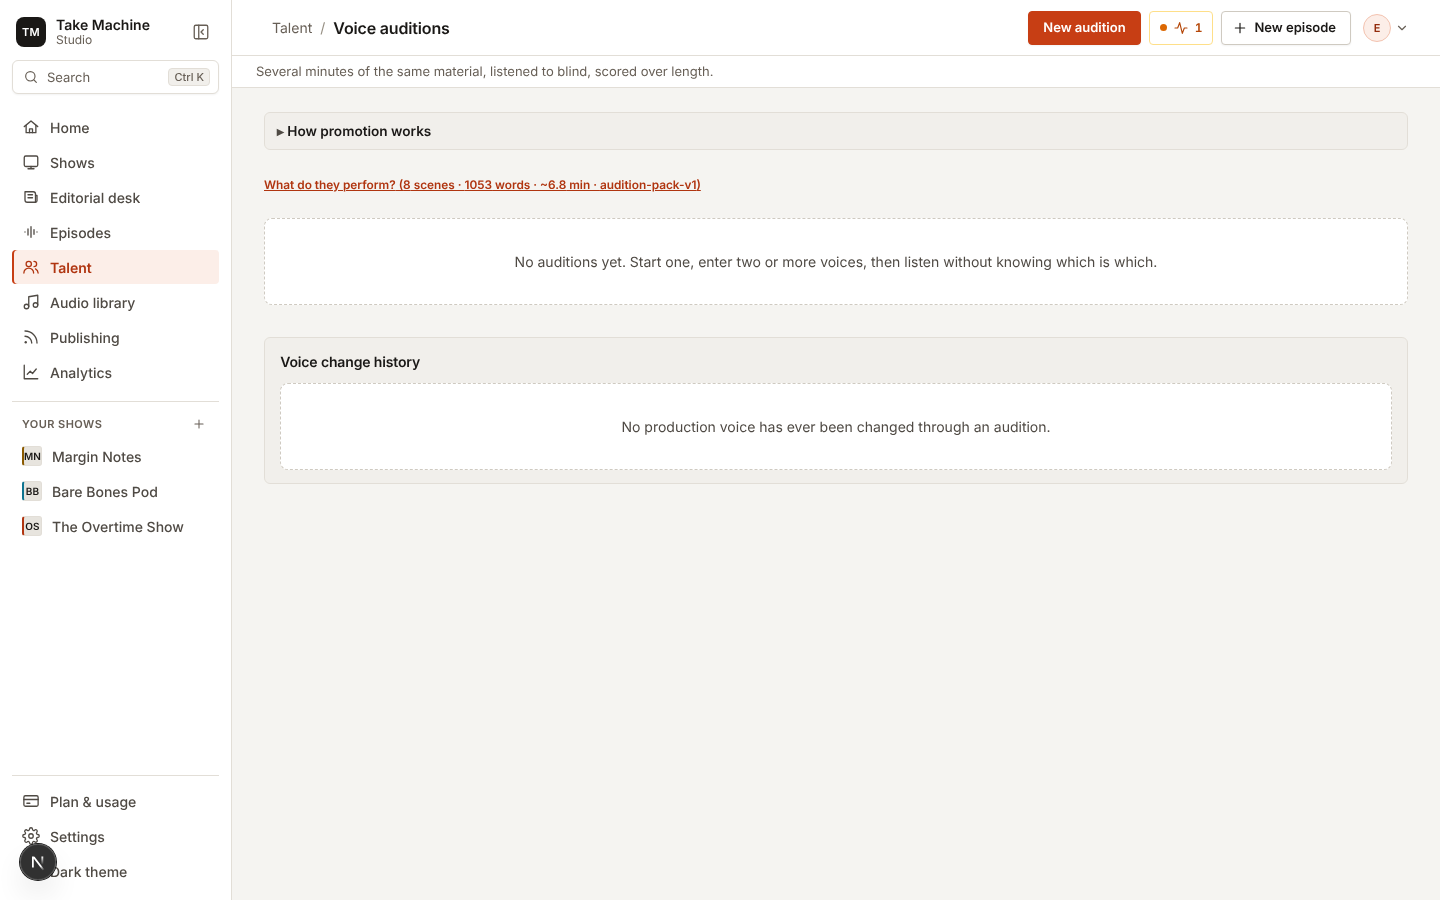 TM
Take Machine
Studio
Search
Ctrl K
Home
Shows
Editorial desk
Episodes
Talent
Audio library
Publishing
Analytics
YOUR SHOWS
MN
Margin Notes
BB
Bare Bones Pod
OS
The Overtime Show
Plan & usage
Settings
N
Dark theme
Talent / Voice auditions
New audition
1
New episode
E
Several minutes of the same material, listened to blind, scored over length.
How promotion works
What do they perform? (8 scenes · 1053 words · ~6.8 min · audition-pack-v1)
No auditions yet. Start one, enter two or more voices, then listen without knowing which is which.
Voice change history
No production voice has ever been changed through an audition.